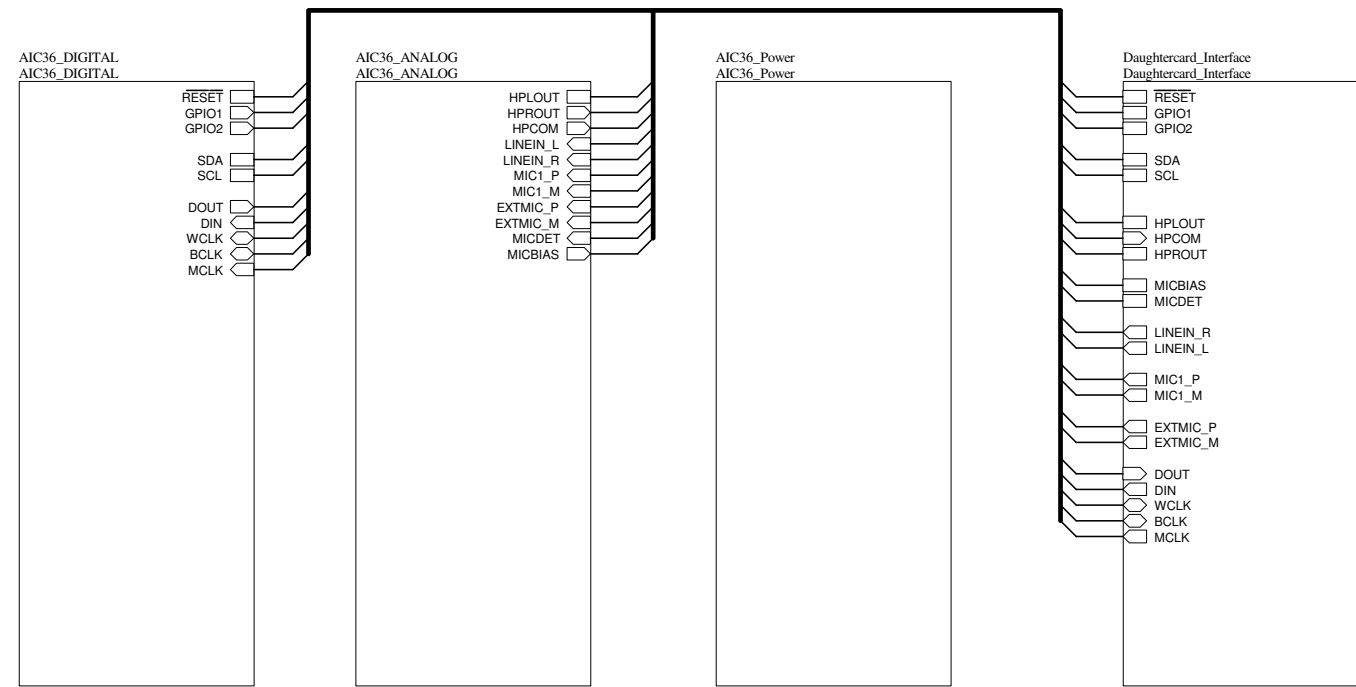 AIC36_DIGITAL
AIC36_DIGITAL
RESET
GPIO1
GPIO2
SDA
SCL
DOUT
DIN
WCLK
BCLK
MCLK
AIC36_ANALOG
AIC36_ANALOG
HPLOUT
HPROUT
HPCOM
LINEIN_L
LINEIN_R
MIC1_P
MIC1_M
EXTMIC_P
EXTMIC_M
MICDET
MICBIAS
AIC36_Power
AIC36_Power
Daughtercard_Interface
Daughtercard_Interface
RESET
GPIO1
GPIO2
SDA
SCL
HPLOUT
HPCOM
HPROUT
MICBIAS
MICDET
LINEIN_R
LINEIN_L
MIC1_P
MIC1_M
EXTMIC_P
EXTMIC_M
DOUT
DIN
WCLK
BCLK
MCLK